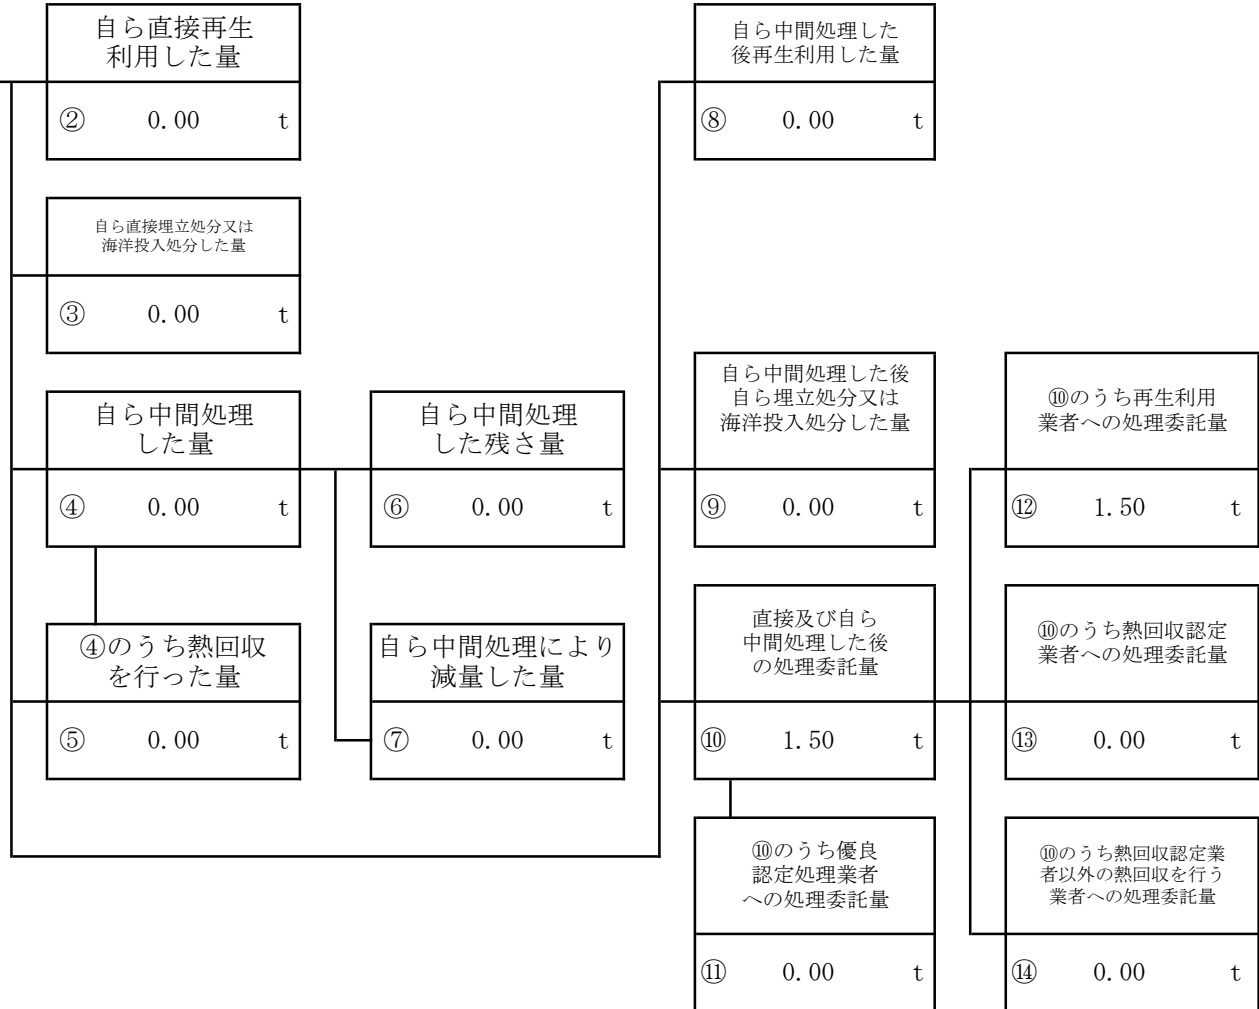 自ら直接再生
利用した量
② 0.00 t
自ら中間処理した
後再生利用した量
⑧ 0.00 t
自ら直接埋立処分又は
海洋投入処分した量
③ 0.00 t
自ら中間処理
した量
④ 0.00 t
自ら中間処理
した残さ量
⑥ 0.00 t
自ら中間処理した後
自ら埋立処分又は
海洋投入処分した量
⑨ 0.00 t
⑩のうち再生利用
業者への処理委託量
⑫ 1.50 t
④のうち熱回収
を行った量
⑤ 0.00 t
自ら中間処理により
減量した量
⑦ 0.00 t
直接及び自ら
中間処理した後
の処理委託量
⑩ 1.50 t
⑩のうち熱回収認定
業者への処理委託量
⑬ 0.00 t
⑩のうち優良
認定処理業者
への処理委託量
⑪ 0.00 t
⑩のうち熱回収認定業
者以外の熱回収を行う
業者への処理委託量
⑭ 0.00 t